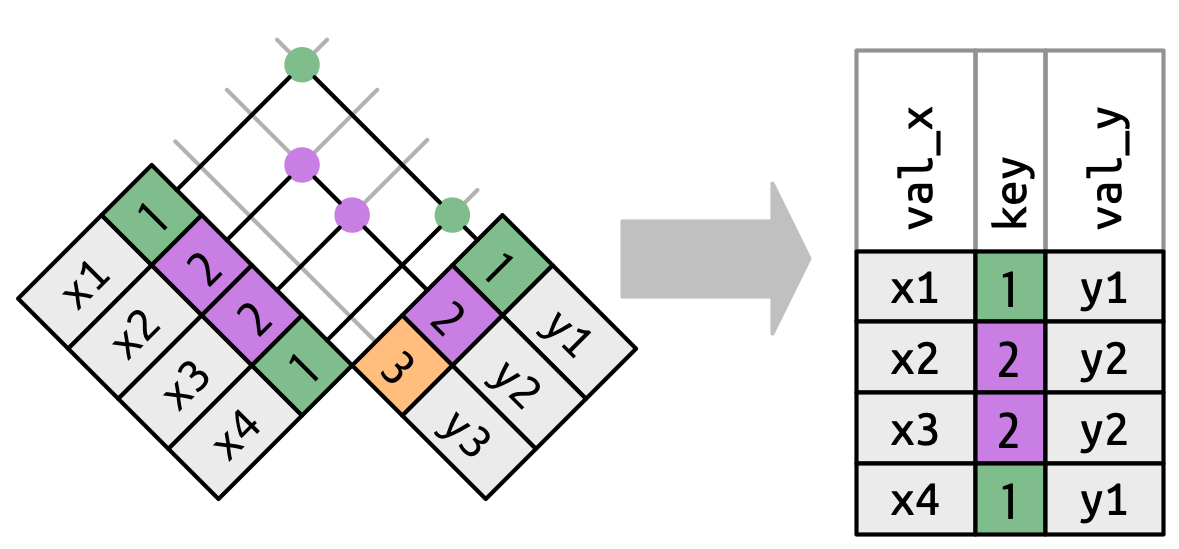 1 x1
2 x2
2 x3
1 x4
1 y1
2 y2
3 y3
val_x key val_y
x1 1 y1
x2 2 y2
x3 2 y2
x4 1 y1